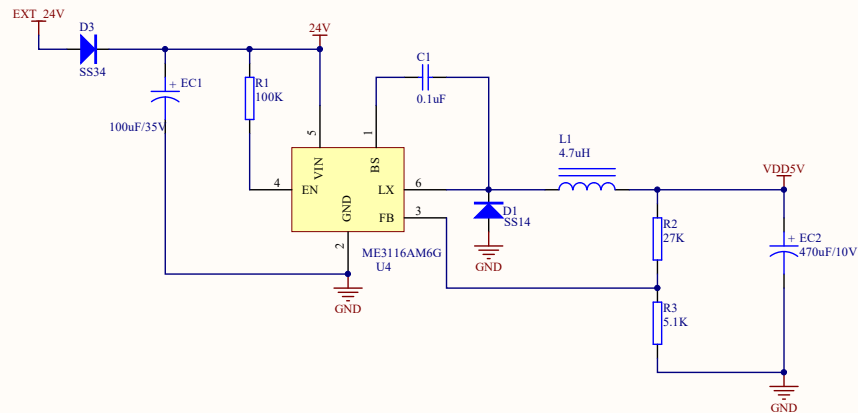 EXT_24V
D3
SS34
24V
+ EC1
100uF/35V
R1
100K
C1
0.1uF
5
1
VIN
BS
4
EN
LX
6
GND
FB
3
2
ME3116AM6G
U4
GND
D1
SS14
GND
L1
4.7uH
VDD5V
R2
27K
+ EC2
470uF/10V
R3
5.1K
GND